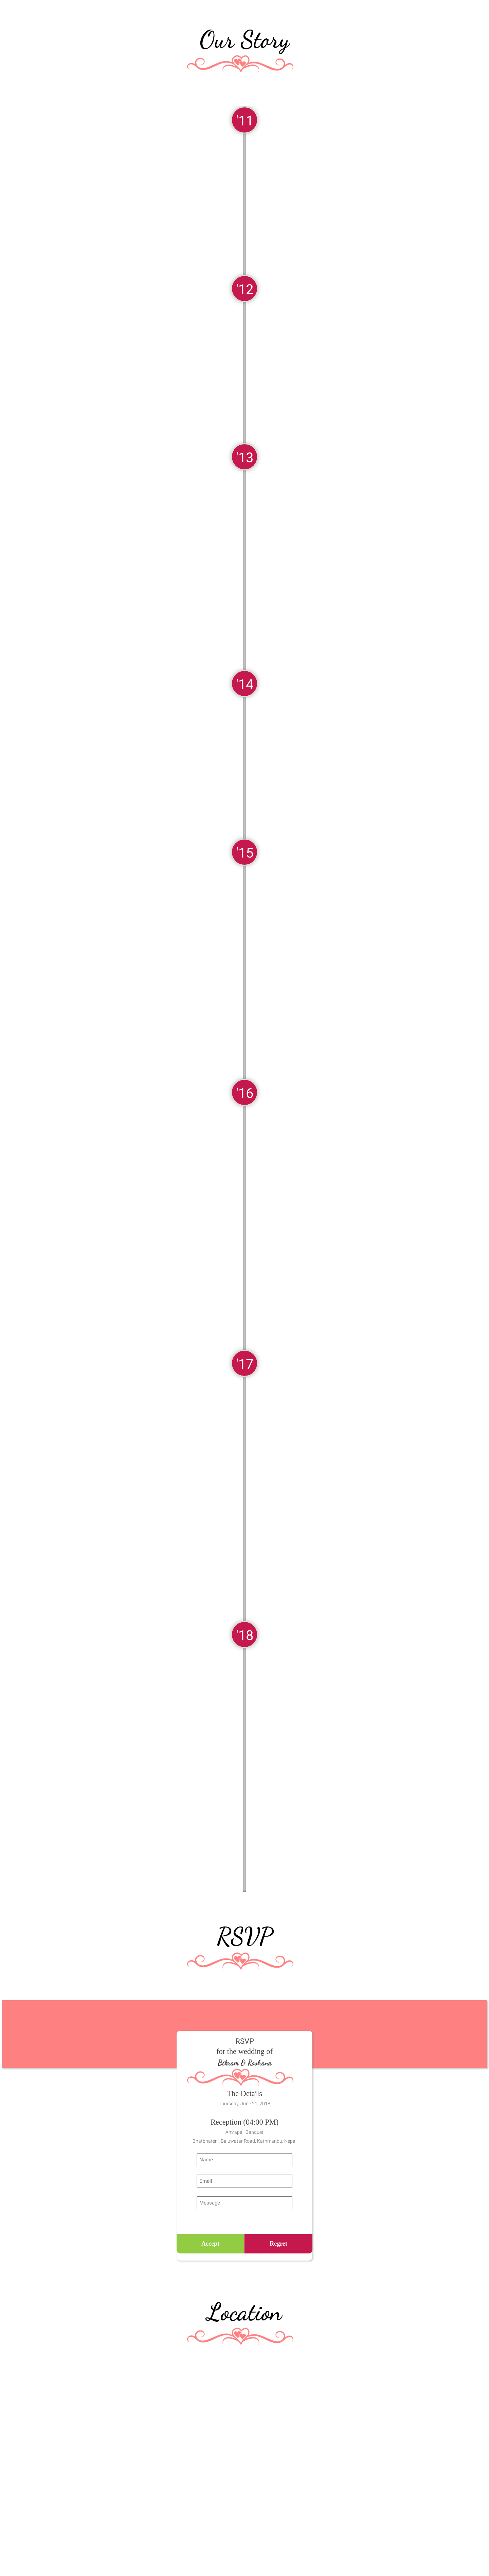 Our Story
'11
'12
'13
'14
'15
'16
'17
'18
RSVP
RSVP
for the wedding of
Bikram & Roshana
The Details
Thursday, June 21, 2018
Reception (04:00 PM)
Amrapali Banquet
Bhatbhateni, Baluwatar Road, Kathmandu, Nepal
Name
Email
Message
Accept Regret
Location